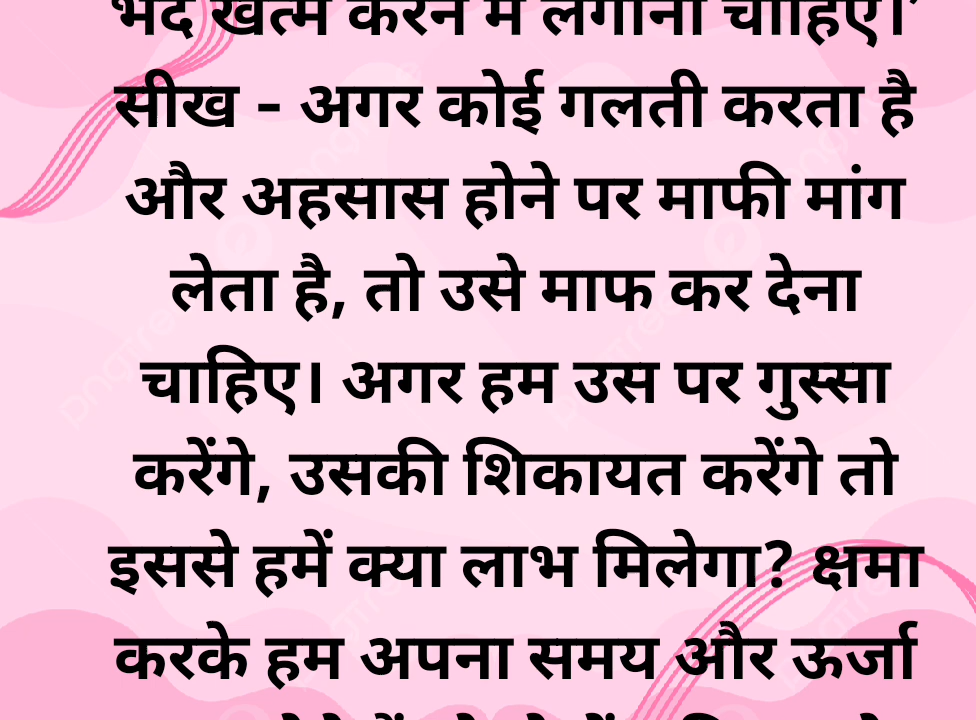 भेद खत्म करने में लगाना चाहिए।'
सीख - अगर कोई गलती करता है
और अहसास होने पर माफी मांग
लेता है, तो उसे माफ कर देना
चाहिए। अगर हम उस पर गुस्सा
करेंगे, उसकी शिकायत करेंगे तो
इससे हमें क्या लाभ मिलेगा? क्षमा
करके हम अपना समय और ऊर्जा